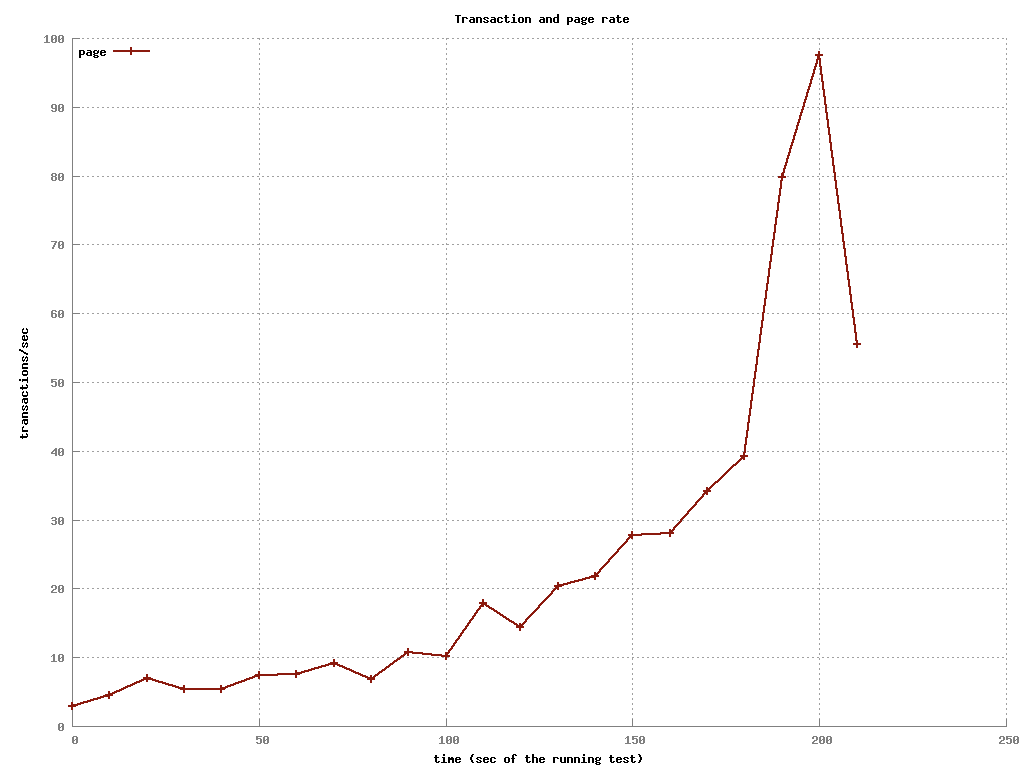 Transaction and page rate
page
100
90
80
70
60
50
40
30
20
10
0
transactions/sec
0 50 100 150 200 250
time (sec of the running test)